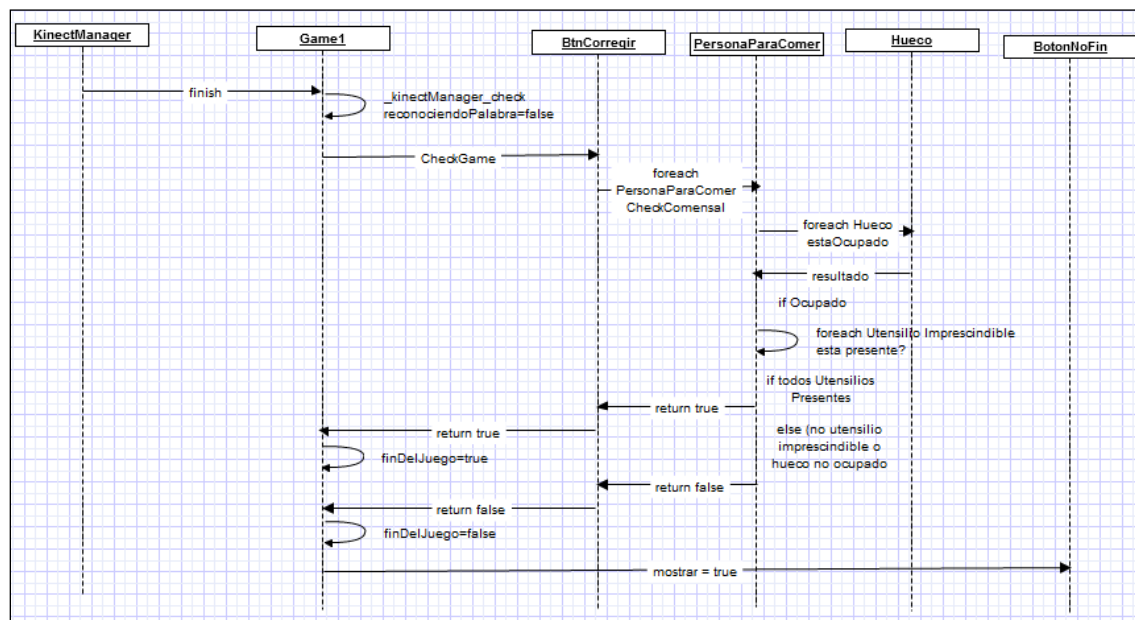 KinectManager
Game1
BtnCorregir
PersonaParaComer
Hueco
BotonNoFin
finish
_kinectManager_check
reconociendoPalabra=false
CheckGame
foreach
PersonaParaComer
CheckComensal
foreach Hueco
estaOcupado
resultado
if Ocupado
foreach Utensilio Imprescindible
esta presente?
if todos Utensilios
Presentes
return true
return true
else (no utensilio
imprescindible o
hueco no ocupado
finDelJuego=true
return false
return false
finDelJuego=false
mostrar = true